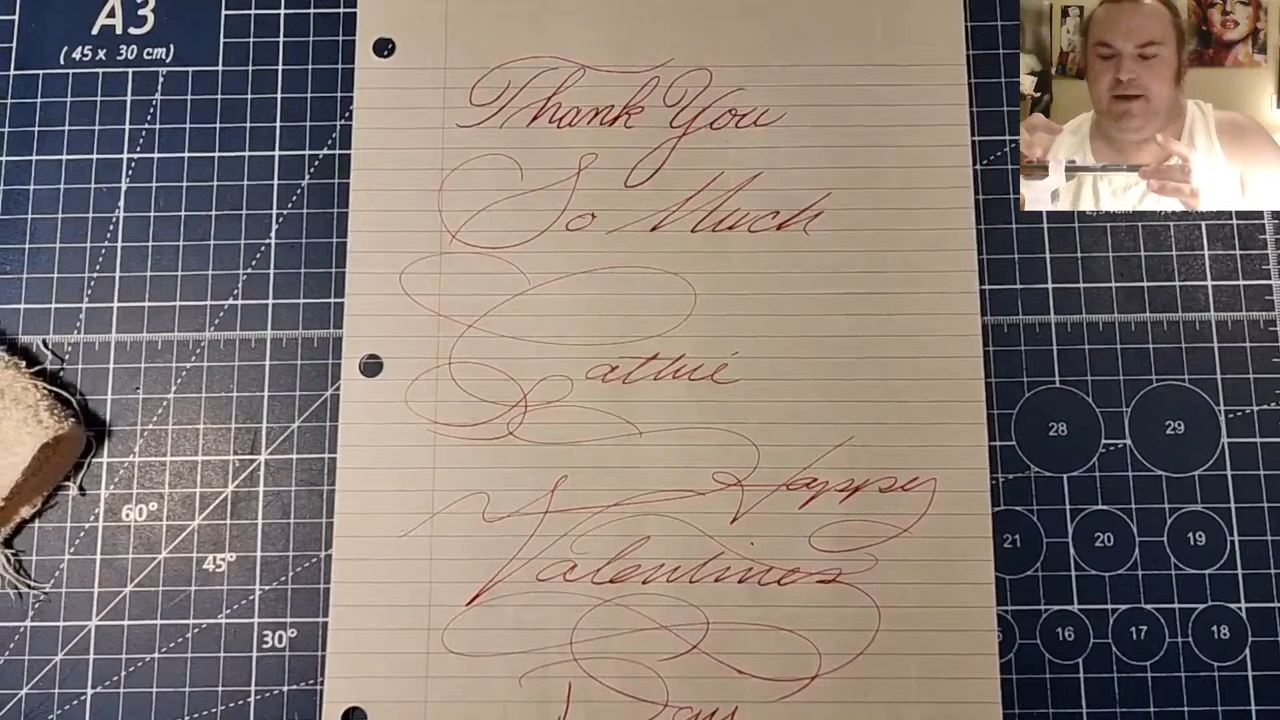 A3
(45 x 30 cm)
Thank You
So Much
Cathie
Happy
Valentines
Day
60°
45°
30°
28
29
21
20
19
16
17
18